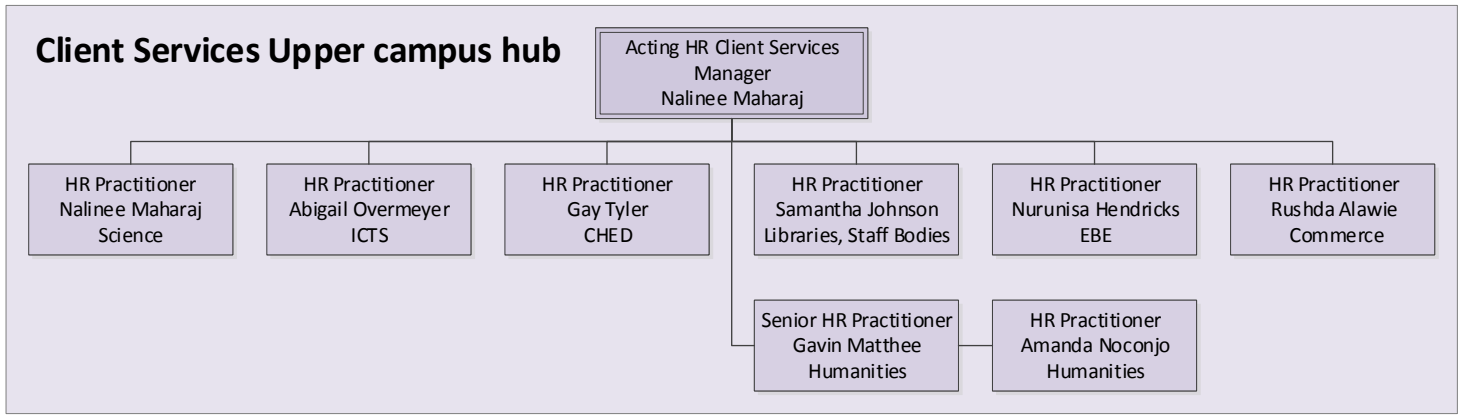 Client Services Upper campus hub
Acting HR Client Services
Manager
Nalinee Maharaj
HR Practitioner
Nalinee Maharaj
Science
HR Practitioner
Abigail Overmeyer
ICTS
HR Practitioner
Gay Tyler
CHED
HR Practitioner
Samantha Johnson
Libraries, Staff Bodies
HR Practitioner
Nurunisa Hendricks
EBE
HR Practitioner
Rushda Alawie
Commerce
Senior HR Practitioner
Gavin Matthee
Humanities
HR Practitioner
Amanda Noconjo
Humanities